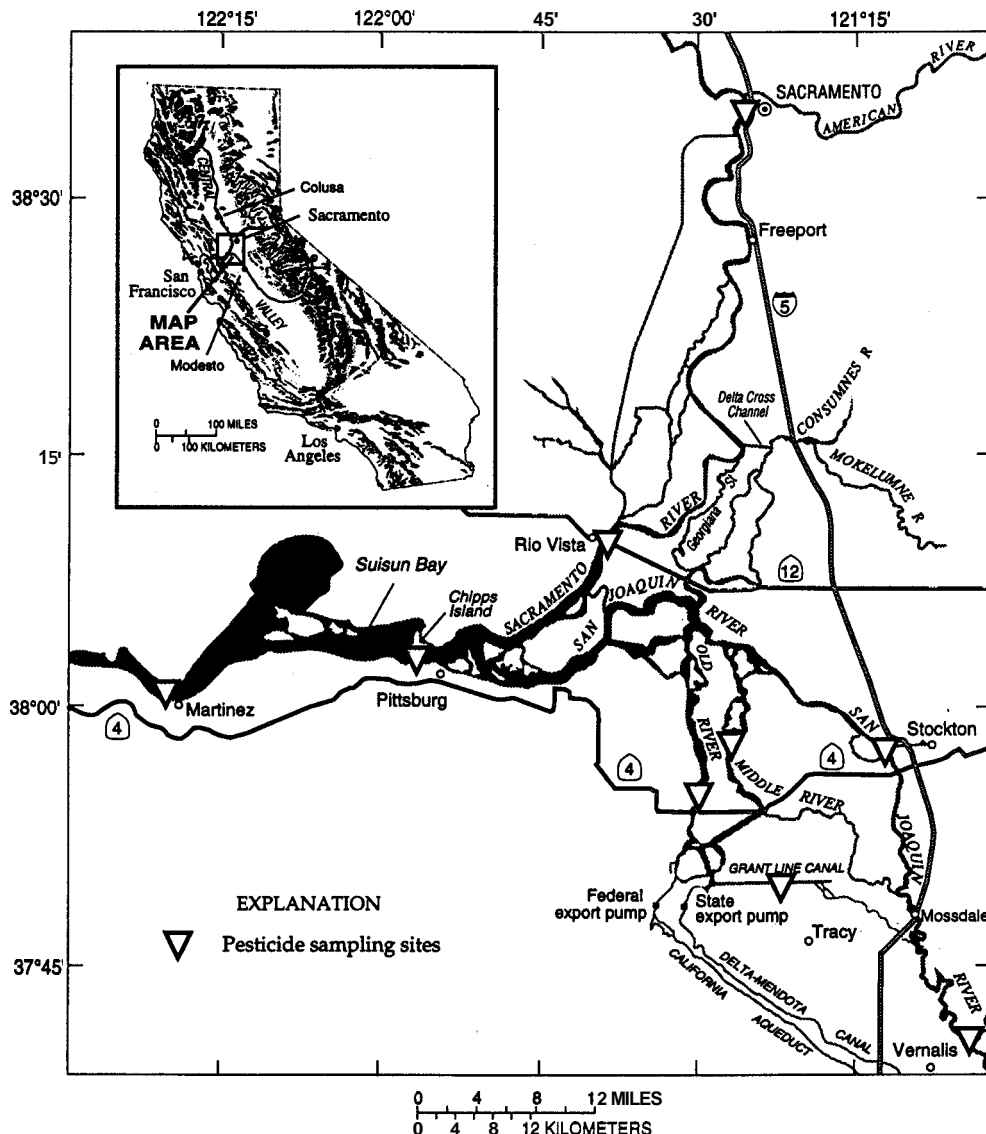 122°15' 122°00' 45' 30' 121°15'
38°30'
15'
38°00'
37°45'
CENTRAL
VALLEY
Colusa
Sacramento
San
Francisco
MAP
AREA
Modesto
0 100 MILES
0 100 KILOMETERS
Los
Angeles
SACRAMENTO
AMERICAN RIVER
Freeport
5
Delta Cross
Channel
CONSUMNES R
MOKELUMNE R
RIVER
Georgiana
Sl
Rio Vista
12
Suisun Bay
Chipps
Island
SACRAMENTO
SAN JOAQUIN RIVER
OLD RIVER
Martinez
Pittsburg
4
4
4
MIDDLE RIVER
SAN JOAQUIN RIVER
Stockton
GRANT LINE CANAL
Federal
export pump
State
export pump
Mossdale
Tracy
DELTA-MENDOTA CANAL
CALIFORNIA AQUEDUCT
Vernalis
EXPLANATION
Pesticide sampling sites
0 4 8 12 MILES
0 4 8 12 KILOMETERS